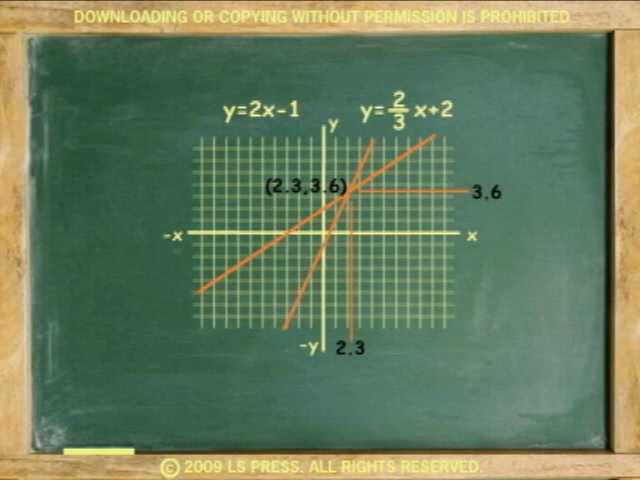 DOWNLOADING OR COPYING WITHOUT PERMISSION IS PROHIBITED
y=2x-1 y=2/3 x+2
y
(2.3,3.6)
3,6
-x x
-y 2,3
© 2009 LS PRESS. ALL RIGHTS RESERVED.